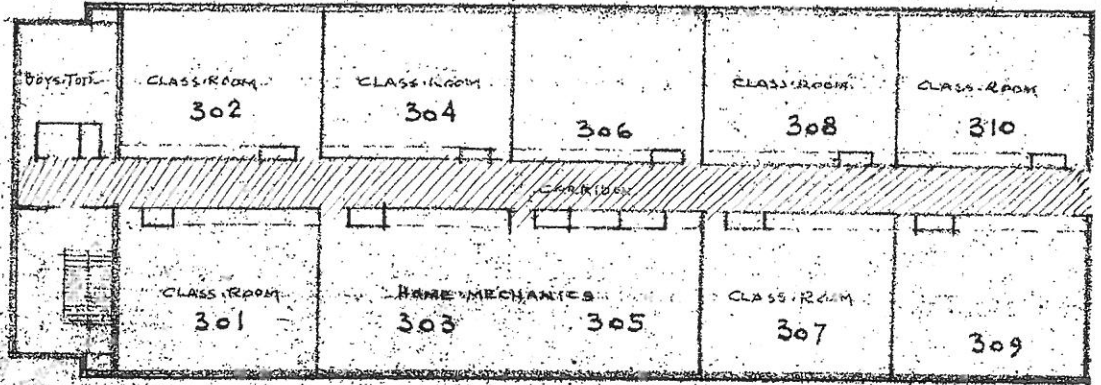 BOYS TOIL
CLASS·ROOM
302
CLASS·ROOM
304
306
CLASS·ROOM
308
CLASS·ROOM
310
CORRIDOR
CLASS·ROOM
301
HOME·MECHANICS
303
305
CLASS·ROOM
307
309